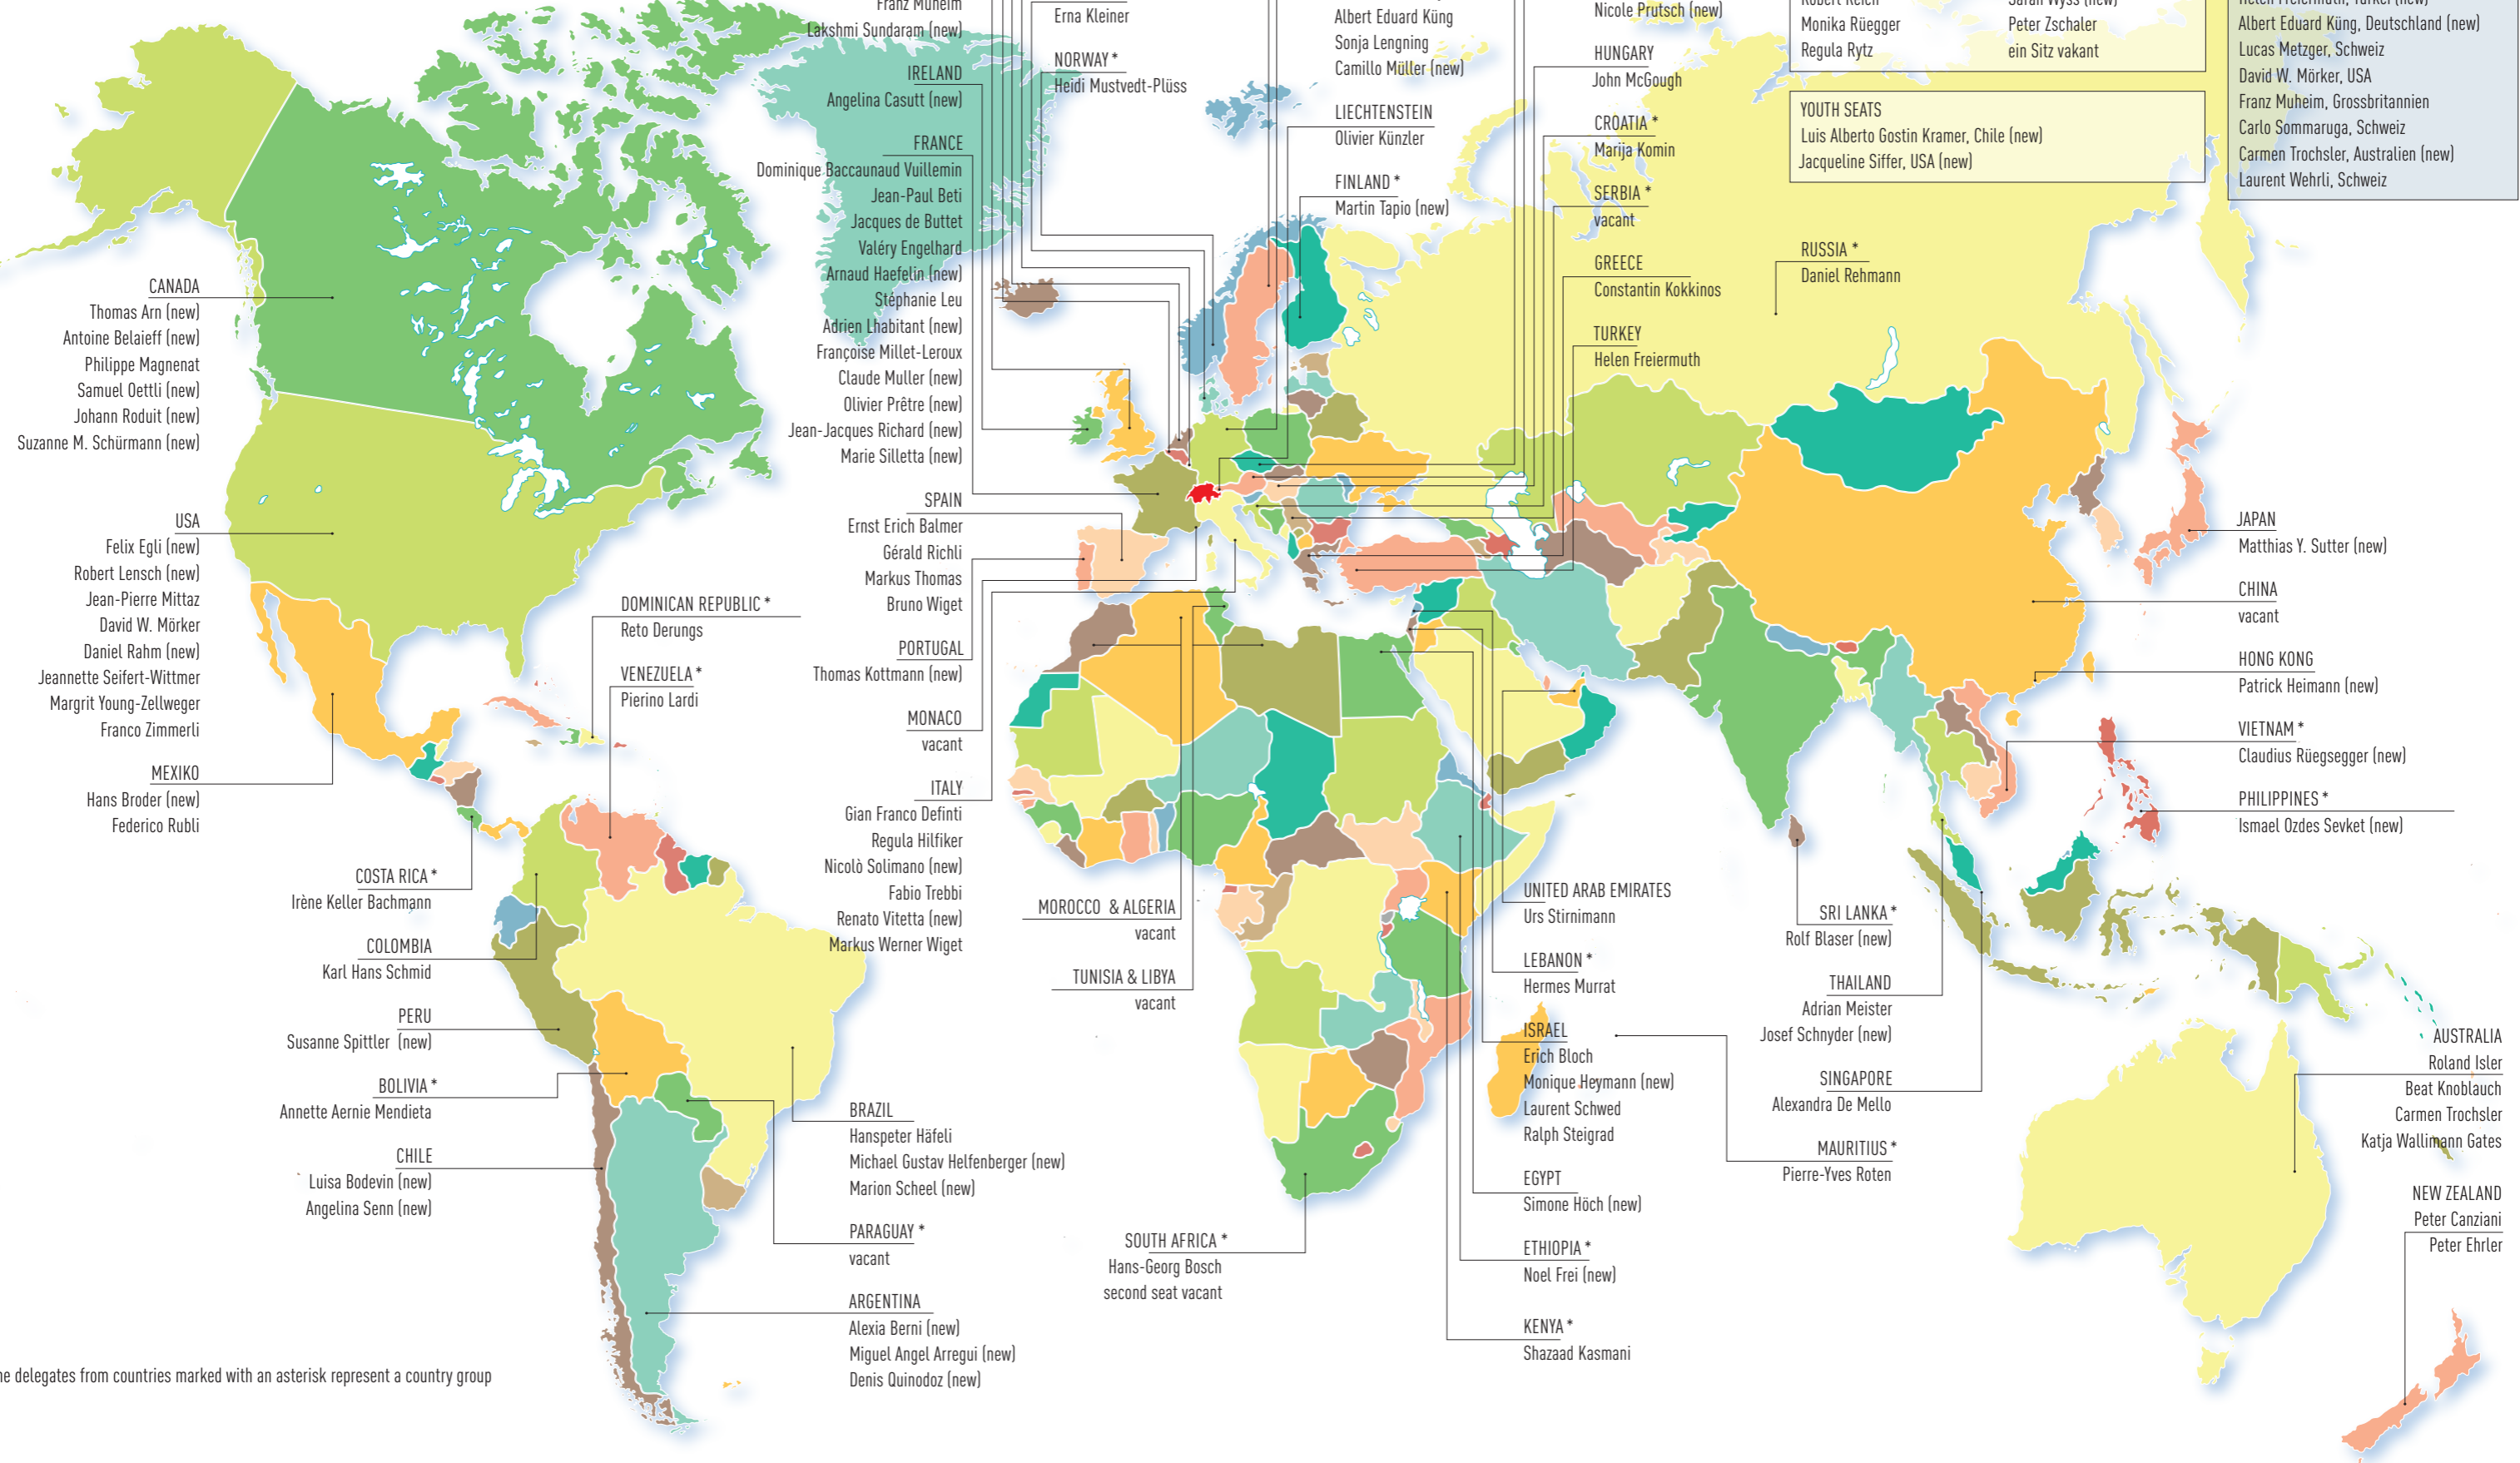 Franz Muheim
Lakshmi Sundaram (new)
IRELAND
Angelina Casutt (new)
FRANCE
Dominique Baccaunaud Vuillemin
Jean-Paul Beti
Jacques de Buttet
Valéry Engelhard
Arnaud Haefelin (new)
Stéphanie Leu
Adrien Lhabitant (new)
Françoise Millet-Leroux
Claude Muller (new)
Olivier Prêtre (new)
Jean-Jacques Richard (new)
Marie Silletta (new)
SPAIN
Ernst Erich Balmer
Gérald Richli
Markus Thomas
Bruno Wiget
PORTUGAL
Thomas Kottmann (new)
MONACO
vacant
ITALY
Gian Franco Definti
Regula Hilfiker
Nicolò Solimano (new)
Fabio Trebbi
Renato Vitetta (new)
Markus Werner Wiget
CANADA
Thomas Arn (new)
Antoine Belaieff (new)
Philippe Magnenat
Samuel Oettli (new)
Johann Roduit (new)
Suzanne M. Schürmann (new)
USA
Felix Egli (new)
Robert Lensch (new)
Jean-Pierre Mittaz
David W. Mörker
Daniel Rahm (new)
Jeannette Seifert-Wittmer
Margrit Young-Zellweger
Franco Zimmerli
MEXIKO
Hans Broder (new)
Federico Rubli
DOMINICAN REPUBLIC *
Reto Derungs
VENEZUELA *
Pierino Lardi
COSTA RICA *
Irène Keller Bachmann
COLOMBIA
Karl Hans Schmid
PERU
Susanne Spittler (new)
BOLIVIA *
Annette Aernie Mendieta
CHILE
Luisa Bodevin (new)
Angelina Senn (new)
BRAZIL
Hanspeter Häfeli
Michael Gustav Helfenberger (new)
Marion Scheel (new)
PARAGUAY *
vacant
ARGENTINA
Alexia Berni (new)
Miguel Angel Arregui (new)
Denis Quinodoz (new)
Erna Kleiner
NORWAY *
Heidi Mustvedt-Plüss
Albert Eduard Küng
Sonja Lengning
Camillo Müller (new)
LIECHTENSTEIN
Olivier Künzler
FINLAND *
Martin Tapio (new)
Nicole Prutsch (new)
HUNGARY
John McGough
CROATIA *
Marija Komin
SERBIA *
vacant
GREECE
Constantin Kokkinos
TURKEY
Helen Freiermuth
Robert Reich
Monika Rüegger
Regula Rytz
Sarah Wyss (new)
Peter Zschaler
ein Sitz vakant
YOUTH SEATS
Luis Alberto Gostin Kramer, Chile (new)
Jacqueline Siffer, USA (new)
Helen Freiermuth, Türkei (new)
Albert Eduard Küng, Deutschland (new)
Lucas Metzger, Schweiz
David W. Mörker, USA
Franz Muheim, Grossbritannien
Carlo Sommaruga, Schweiz
Carmen Trochsler, Australien (new)
Laurent Wehrli, Schweiz
RUSSIA *
Daniel Rehmann
MOROCCO & ALGERIA
vacant
TUNISIA & LIBYA
vacant
SOUTH AFRICA *
Hans-Georg Bosch
second seat vacant
UNITED ARAB EMIRATES
Urs Stirnimann
LEBANON *
Hermes Murrat
ISRAEL
Erich Bloch
Monique Heymann (new)
Laurent Schwed
Ralph Steigrad
EGYPT
Simone Höch (new)
ETHIOPIA *
Noel Frei (new)
KENYA *
Shazaad Kasmani
SRI LANKA *
Rolf Blaser (new)
THAILAND
Adrian Meister
Josef Schnyder (new)
SINGAPORE
Alexandra De Mello
MAURITIUS *
Pierre-Yves Roten
JAPAN
Matthias Y. Sutter (new)
CHINA
vacant
HONG KONG
Patrick Heimann (new)
VIETNAM *
Claudius Rüegsegger (new)
PHILIPPINES *
Ismael Ozdes Sevket (new)
AUSTRALIA
Roland Isler
Beat Knoblauch
Carmen Trochsler
Katja Wallimann Gates
NEW ZEALAND
Peter Canziani
Peter Ehrler
delegates from countries marked with an asterisk represent a country group